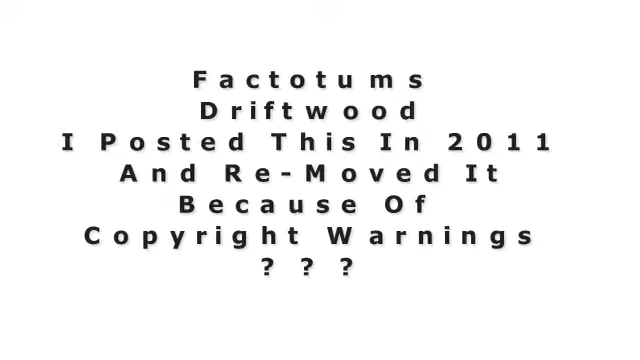 Factotums
Driftwood
I Posted This In 2011
And Re-Moved It
Because Of
Copyright Warnings
? ? ?